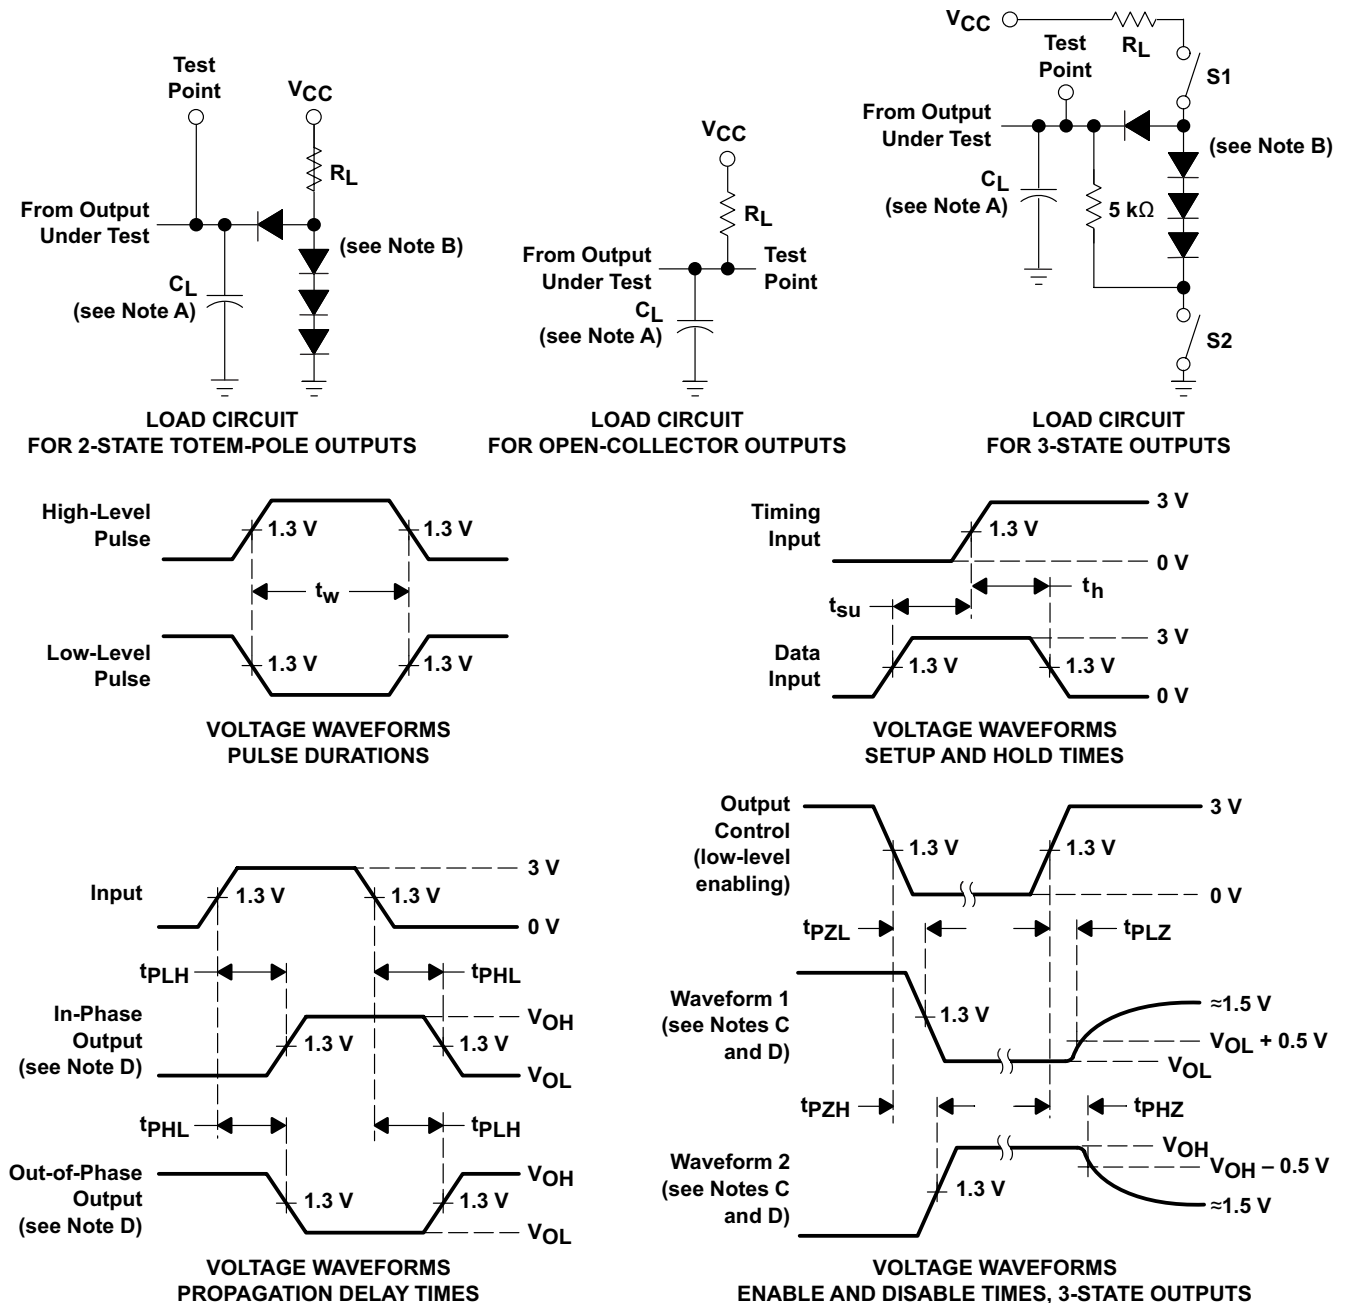 Test
Point
VCC
RL
From Output
Under Test
(see Note B)
CL
(see Note A)
LOAD CIRCUIT
FOR 2-STATE TOTEM-POLE OUTPUTS
VCC
RL
From Output
Under Test
Test
Point
CL
(see Note A)
LOAD CIRCUIT
FOR OPEN-COLLECTOR OUTPUTS
VCC
RL
Test
Point
S1
From Output
Under Test
(see Note B)
CL
(see Note A)
5 kΩ
S2
LOAD CIRCUIT
FOR 3-STATE OUTPUTS
High-Level
Pulse
1.3 V
1.3 V
tw
Low-Level
Pulse
1.3 V
1.3 V
VOLTAGE WAVEFORMS
PULSE DURATIONS
Timing
Input
1.3 V
3 V
0 V
tsu
th
Data
Input
1.3 V
1.3 V
3 V
0 V
VOLTAGE WAVEFORMS
SETUP AND HOLD TIMES
Input
1.3 V
1.3 V
3 V
0 V
tPLH
tPHL
In-Phase
Output
(see Note D)
1.3 V
1.3 V
VOH
VOL
tPHL
tPLH
Out-of-Phase
Output
(see Note D)
1.3 V
1.3 V
VOH
VOL
VOLTAGE WAVEFORMS
PROPAGATION DELAY TIMES
Output
Control
(low-level
enabling)
1.3 V
1.3 V
3 V
0 V
tPZL
tPLZ
Waveform 1
(see Notes C
and D)
1.3 V
≈1.5 V
VOL + 0.5 V
VOL
tPZH
tPHZ
Waveform 2
(see Notes C
and D)
1.3 V
VOH
VOH – 0.5 V
≈1.5 V
VOLTAGE WAVEFORMS
ENABLE AND DISABLE TIMES, 3-STATE OUTPUTS